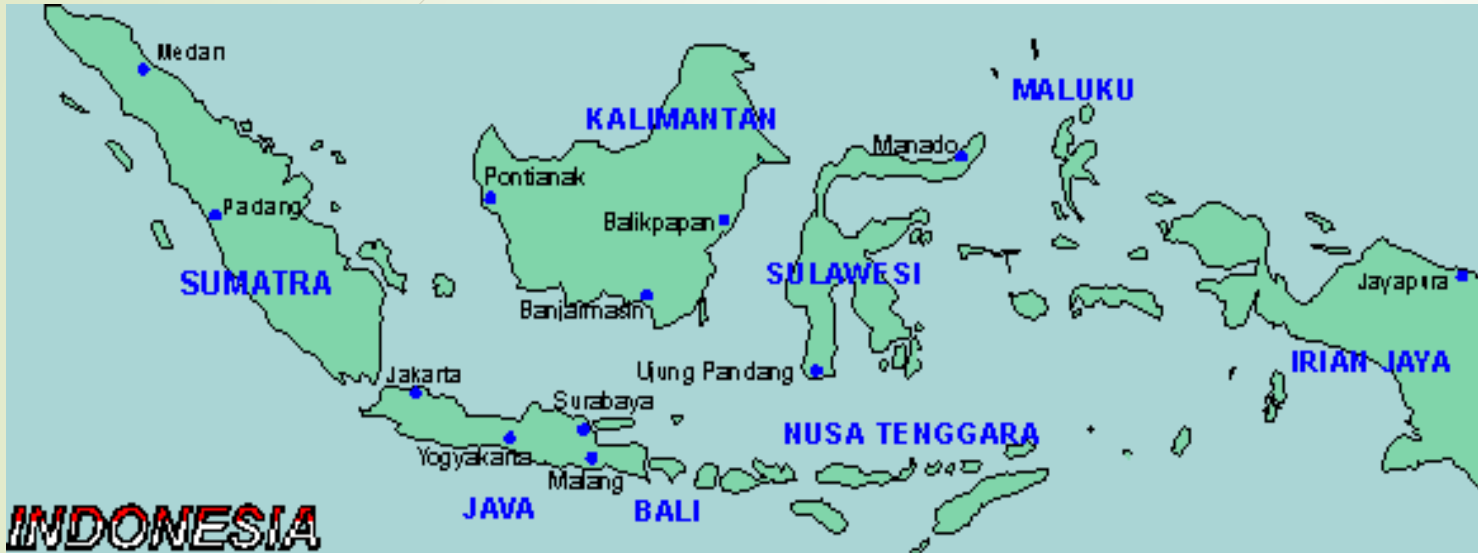 Medan
MALUKU
KALIMANTAN
Manado
Pontianak
Padang
Balikpapan
SUMATRA
SULAWESI
Jayapura
Banjarmasin
IRIAN JAYA
Ujung Pandang
Jakarta
Surabaya
NUSA TENGGARA
Yogyakarta
Malang
JAVA
BALI
INDONESIA